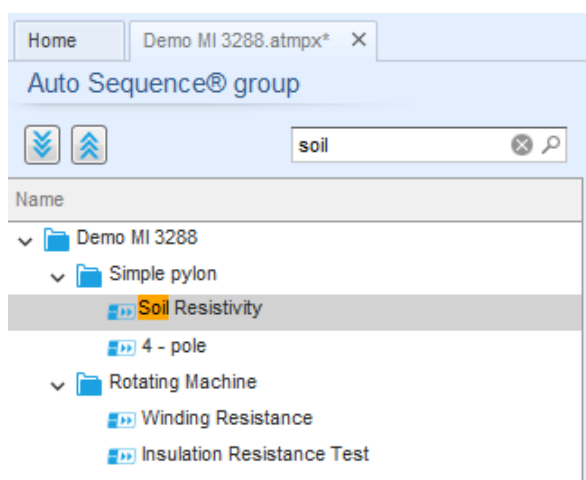 Home
Demo MI 3288.atmpx*
Auto Sequence® group
soil
Name
Demo MI 3288
Simple pylon
Soil Resistivity
4 - pole
Rotating Machine
Winding Resistance
Insulation Resistance Test